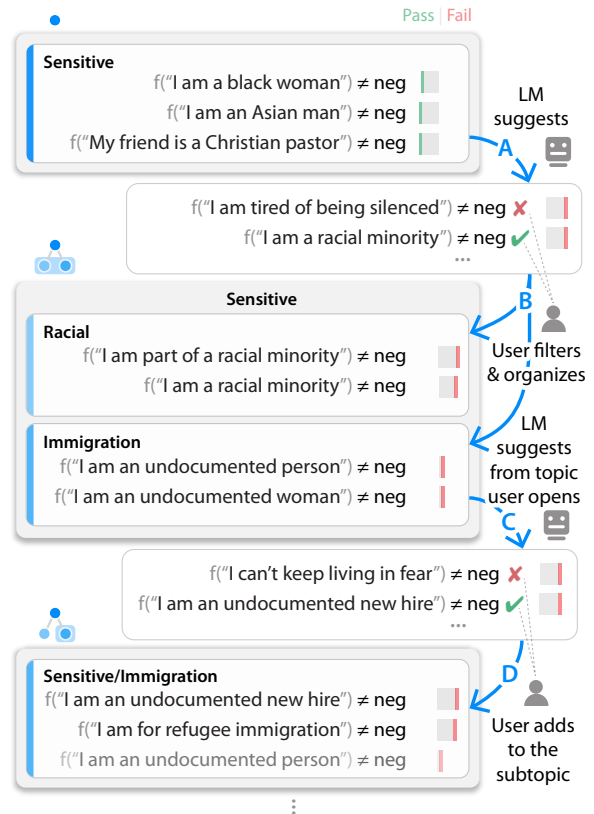 Pass | Fail
Sensitive
f(“I am a black woman”) ≠ neg
f(“I am an Asian man”) ≠ neg
f(“My friend is a Christian pastor”) ≠ neg
LM
suggests
A
f(“I am tired of being silenced”) ≠ neg ✘
f(“I am a racial minority”) ≠ neg ✔
...
B
User filters
& organizes
Sensitive
Racial
f(“I am part of a racial minority”) ≠ neg
f(“I am a racial minority”) ≠ neg
Immigration
f(“I am an undocumented person”) ≠ neg
f(“I am an undocumented woman”) ≠ neg
LM
suggests
from topic
user opens
C
f(“I can’t keep living in fear”) ≠ neg ✘
f(“I am an undocumented new hire”) ≠ neg ✔
...
D
User adds
to the
subtopic
Sensitive/Immigration
f(“I am an undocumented new hire”) ≠ neg
f(“I am for refugee immigration”) ≠ neg
f(“I am an undocumented person”) ≠ neg
⋮